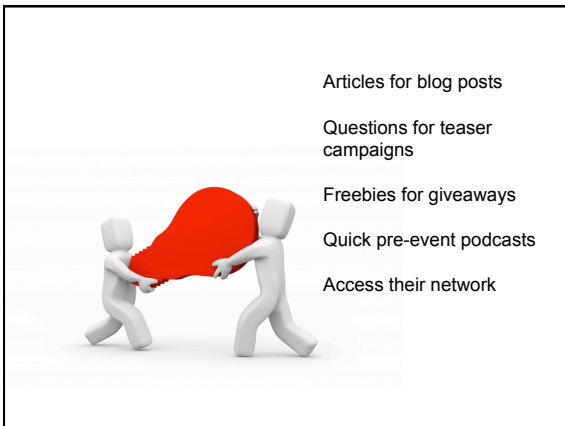 Articles for blog posts
Questions for teaser
campaigns
Freebies for giveaways
Quick pre-event podcasts
Access their network